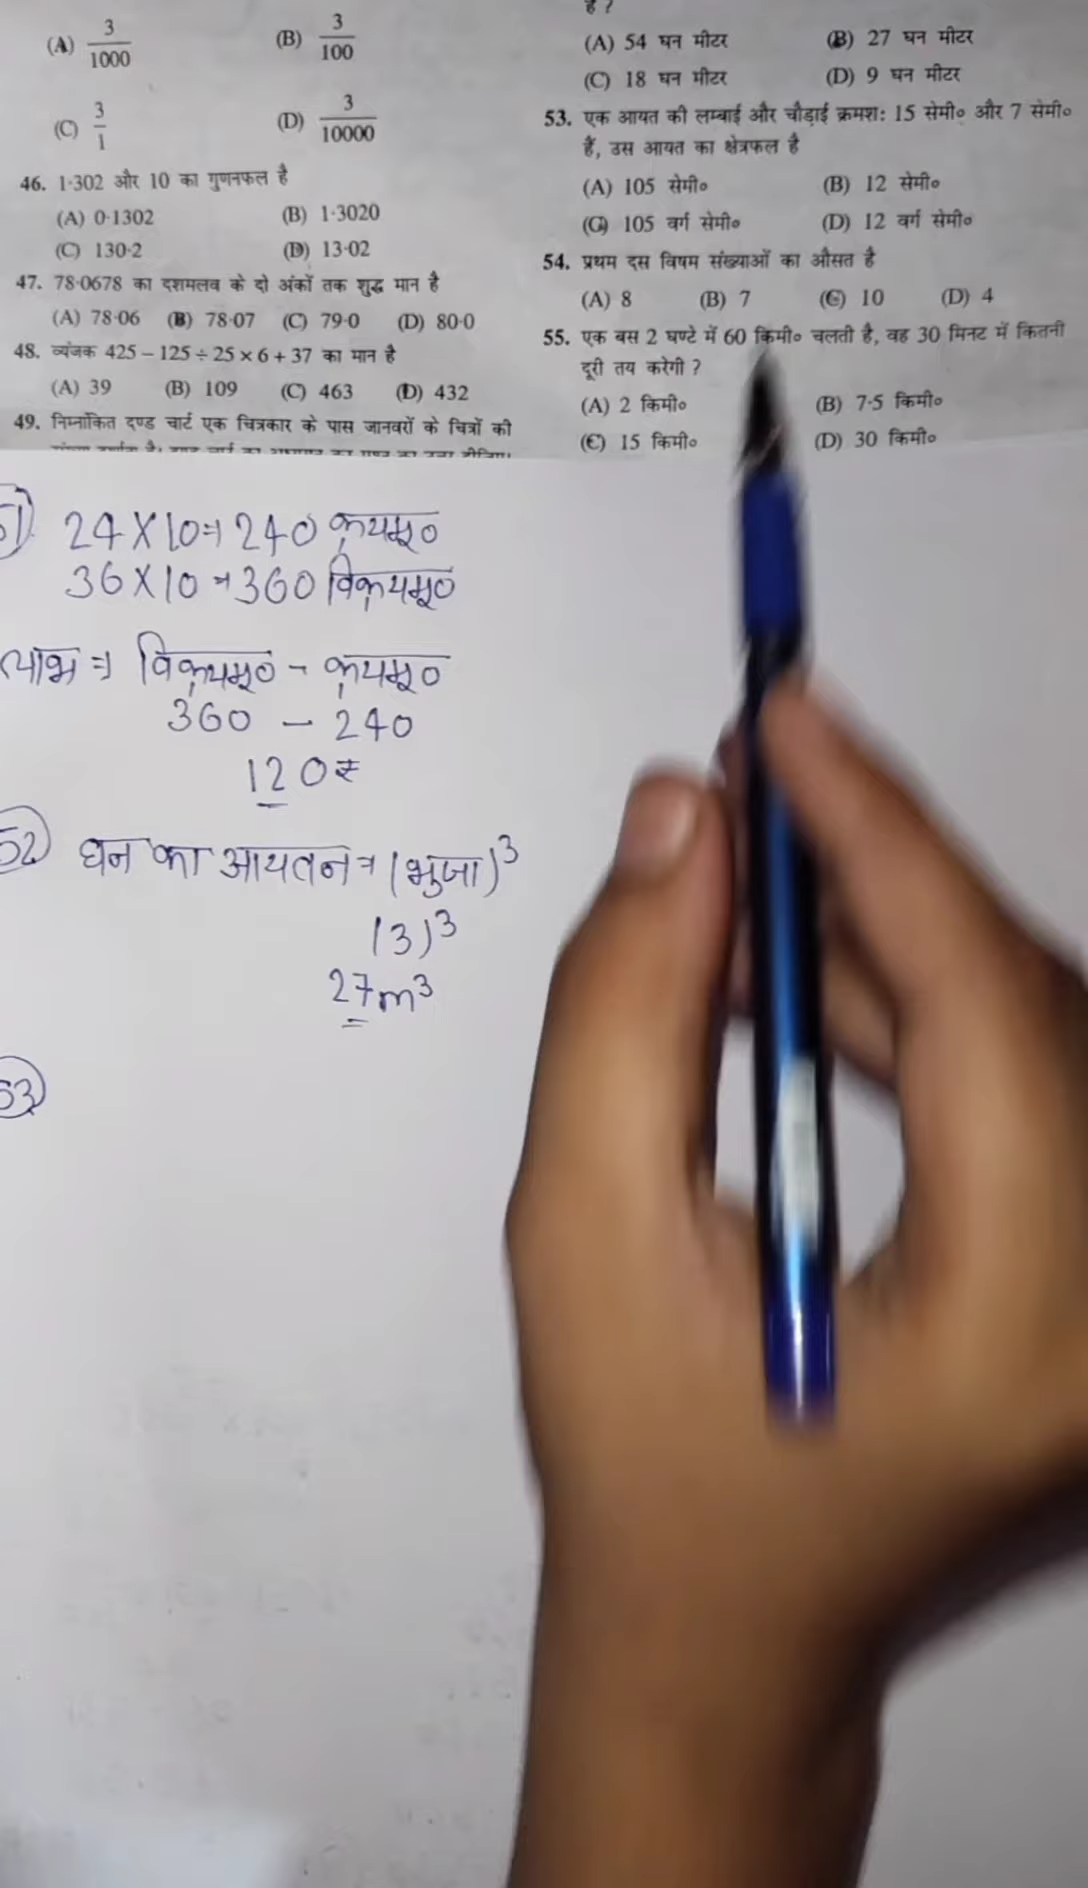 (A) 3/1000 (B) 3/100
(C) 3/1 (D) 3/10000
46. 1·302 और 10 का गुणनफल है
(A) 0·1302 (B) 1·3020
(C) 130·2 (D) 13·02
47. 78·0678 का दशमलव के दो अंकों तक शुद्ध मान है
(A) 78·06 (B) 78·07 (C) 79·0 (D) 80·0
48. व्यंजक 425 – 125 ÷ 25 × 6 + 37 का मान है
(A) 39 (B) 109 (C) 463 (D) 432
49. निम्नांकित दण्ड चार्ट एक चित्रकार के पास जानवरों के चित्रों की
है ?
(A) 54 घन मीटर (B) 27 घन मीटर
(C) 18 घन मीटर (D) 9 घन मीटर
53. एक आयत की लम्बाई और चौड़ाई क्रमशः 15 सेमी० और 7 सेमी०
हैं, उस आयत का क्षेत्रफल है
(A) 105 सेमी० (B) 12 सेमी०
(C) 105 वर्ग सेमी० (D) 12 वर्ग सेमी०
54. प्रथम दस विषम संख्याओं का औसत है
(A) 8 (B) 7 (C) 10 (D) 4
55. एक बस 2 घण्टे में 60 किमी० चलती है, वह 30 मिनट में कितनी
दूरी तय करेगी ?
(A) 2 किमी० (B) 7·5 किमी०
(C) 15 किमी० (D) 30 किमी०
51) 24 X 10 ⇒ 240 क्रयमू०
36 X 10 ⇒ 360 विक्रयमू०
लाभ ⇒ विक्रयमू० – क्रयमू०
360 – 240
120₹
52) घन का आयतन = (भुजा)³
(3)³
27m³
53